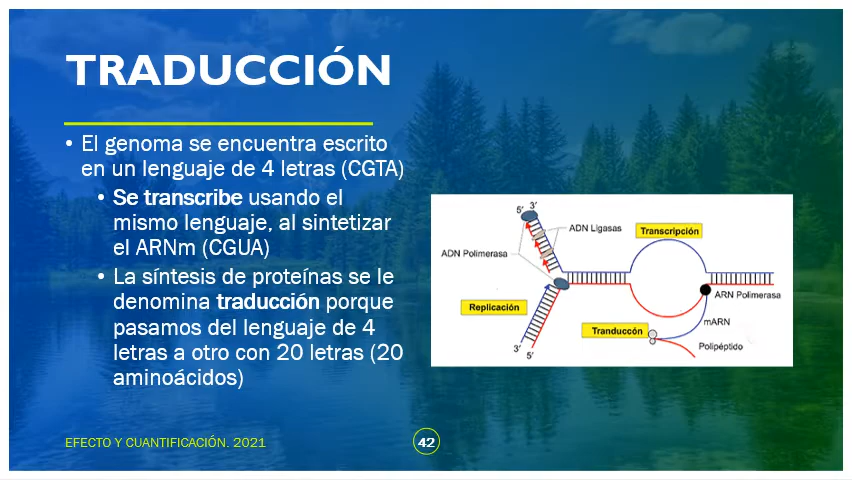 TRADUCCIÓN
• El genoma se encuentra escrito
en un lenguaje de 4 letras (CGTA)
• Se transcribe usando el
mismo lenguaje, al sintetizar
el ARNm (CGUA)
• La síntesis de proteínas se le
denomina traducción porque
pasamos del lenguaje de 4
letras a otro con 20 letras (20
aminoácidos)
5´ 3´
ADN Ligasas
Transcripción
ADN Polimerasa
ARN Polimerasa
Replicación
mARN
Tranduccón
Polipéptido
3´
5´
EFECTO Y CUANTIFICACIÓN. 2021
42